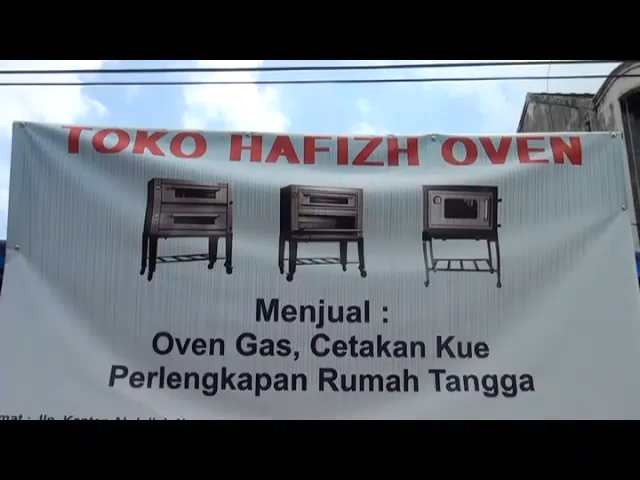 TOKO HAFIZH OVEN
Menjual :
Oven Gas, Cetakan Kue
Perlengkapan Rumah Tangga